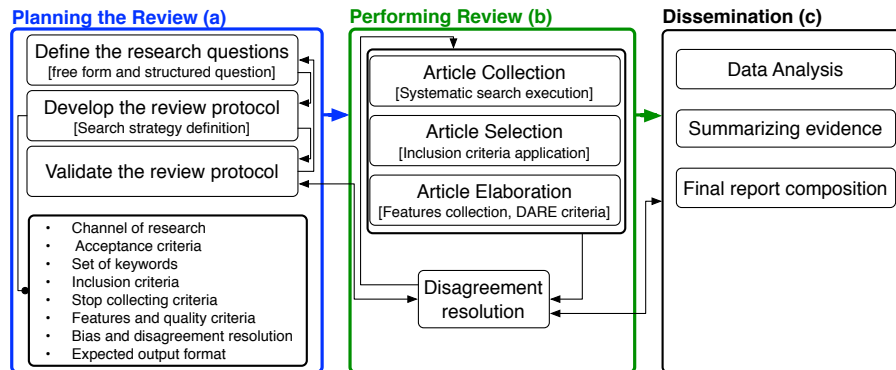 Planning the Review (a)
Define the research questions
[free form and structured question]
Develop the review protocol
[Search strategy definition]
Validate the review protocol
• Channel of research
• Acceptance criteria
• Set of keywords
• Inclusion criteria
• Stop collecting criteria
• Features and quality criteria
• Bias and disagreement resolution
• Expected output format
Performing Review (b)
Article Collection
[Systematic search execution]
Article Selection
[Inclusion criteria application]
Article Elaboration
[Features collection, DARE criteria]
Disagreement
resolution
Dissemination (c)
Data Analysis
Summarizing evidence
Final report composition